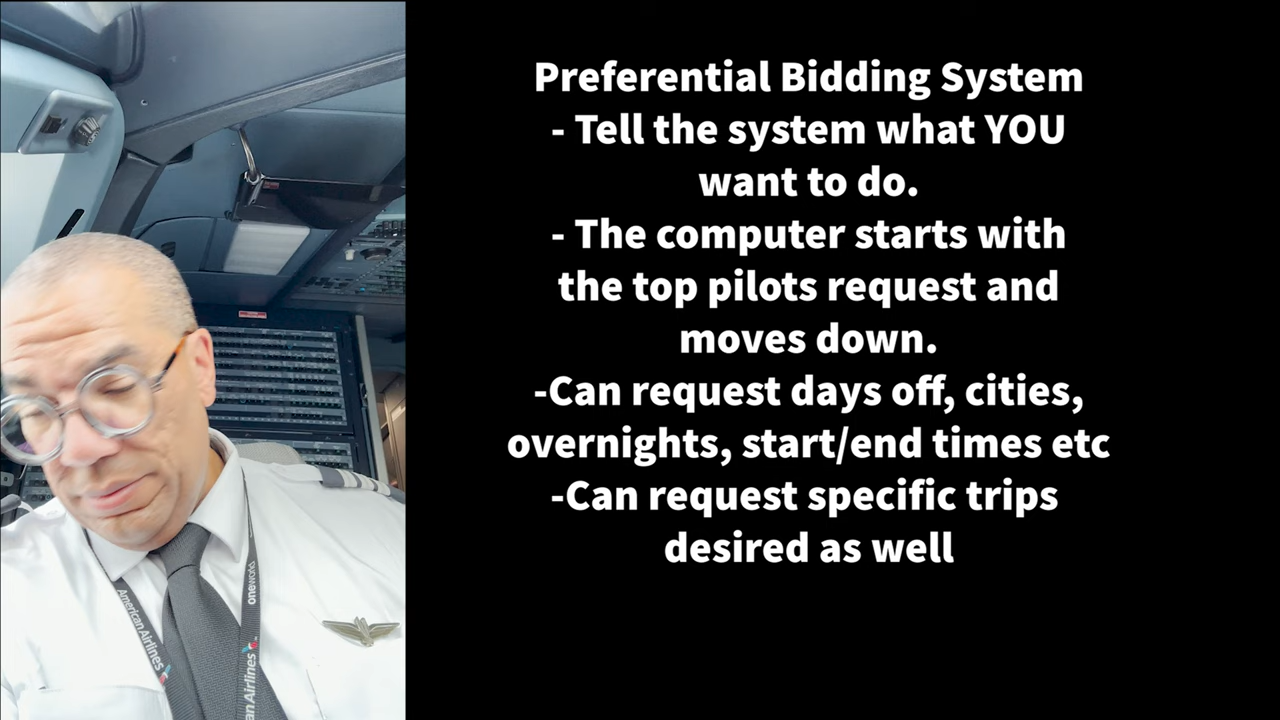 Preferential Bidding System
- Tell the system what YOU
want to do.
- The computer starts with
the top pilots request and
moves down.
-Can request days off, cities,
overnights, start/end times etc
-Can request specific trips
desired as well
American Airlines
oneworld
an Airlines